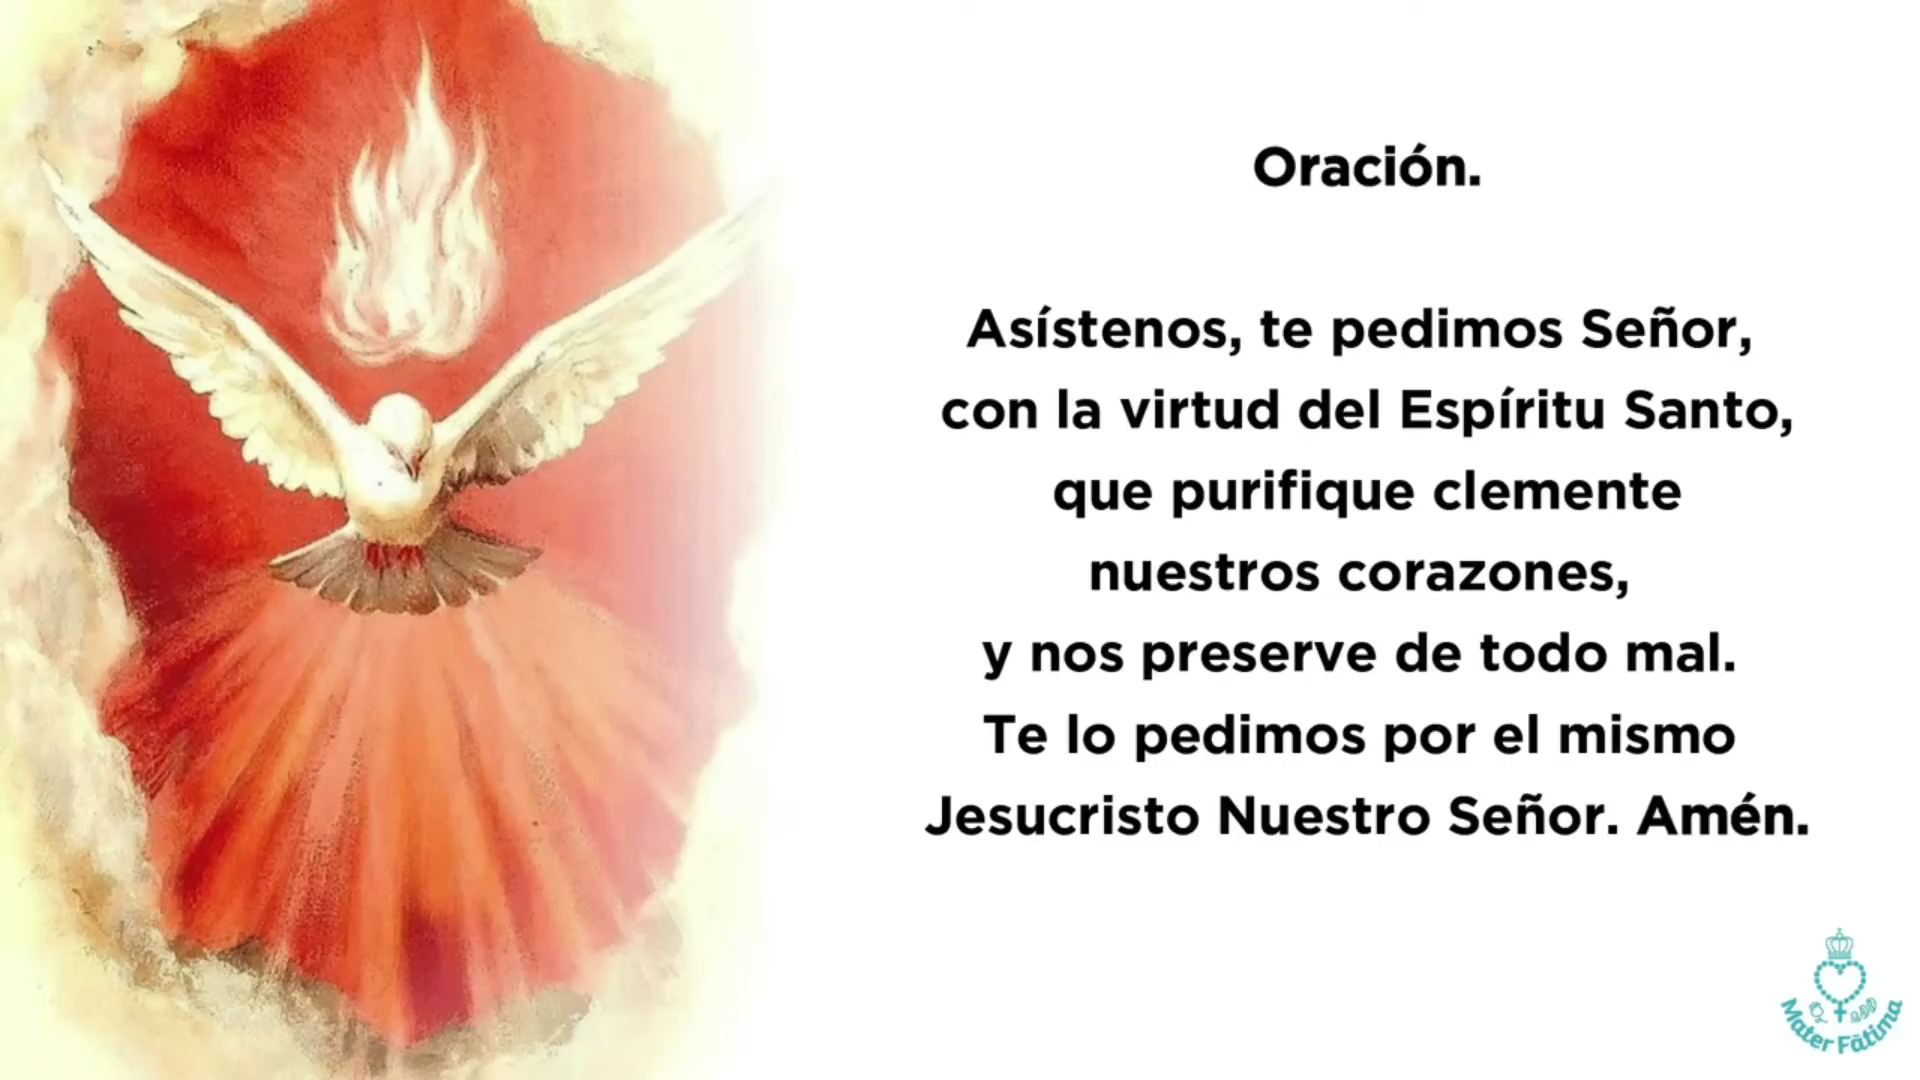 Oración.
Asístenos, te pedimos Señor,
con la virtud del Espíritu Santo,
que purifique clemente
nuestros corazones,
y nos preserve de todo mal.
Te lo pedimos por el mismo
Jesucristo Nuestro Señor. Amén.
Mater Fàtima